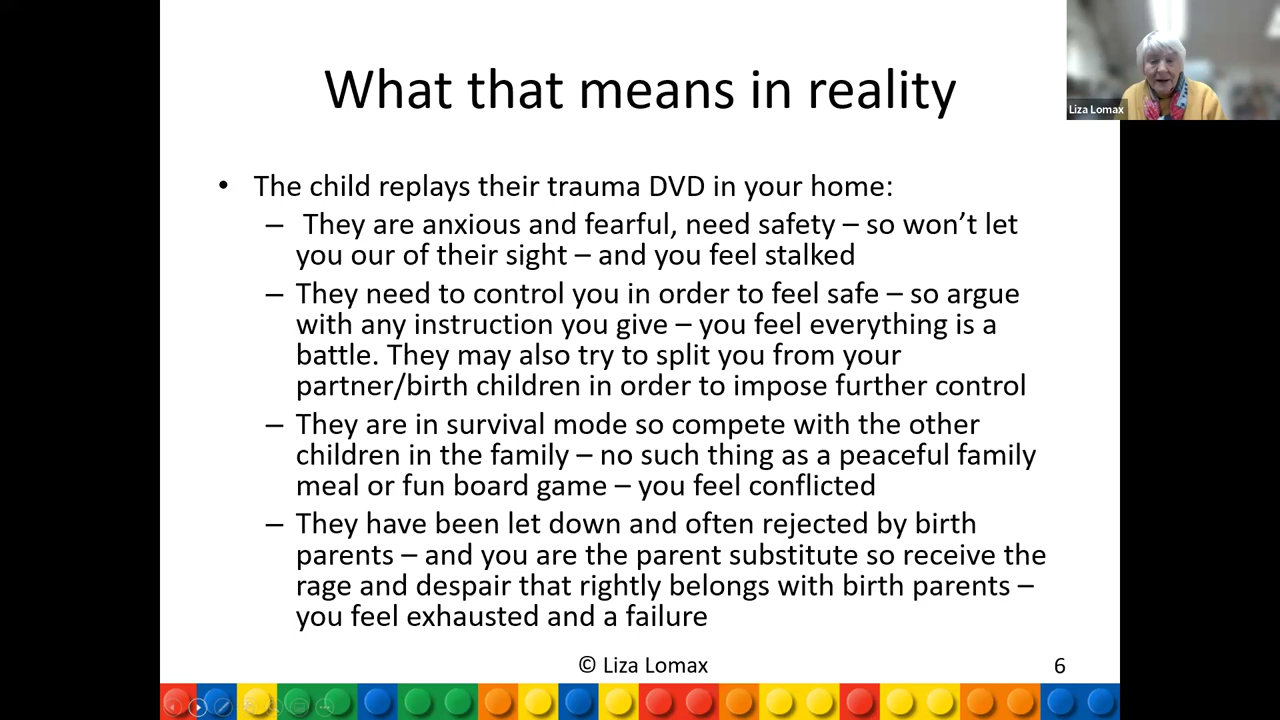 What that means in reality
Liza Lomax
• The child replays their trauma DVD in your home:
– They are anxious and fearful, need safety – so won’t let
you our of their sight – and you feel stalked
– They need to control you in order to feel safe – so argue
with any instruction you give – you feel everything is a
battle. They may also try to split you from your
partner/birth children in order to impose further control
– They are in survival mode so compete with the other
children in the family – no such thing as a peaceful family
meal or fun board game – you feel conflicted
– They have been let down and often rejected by birth
parents – and you are the parent substitute so receive the
rage and despair that rightly belongs with birth parents –
you feel exhausted and a failure
© Liza Lomax
6